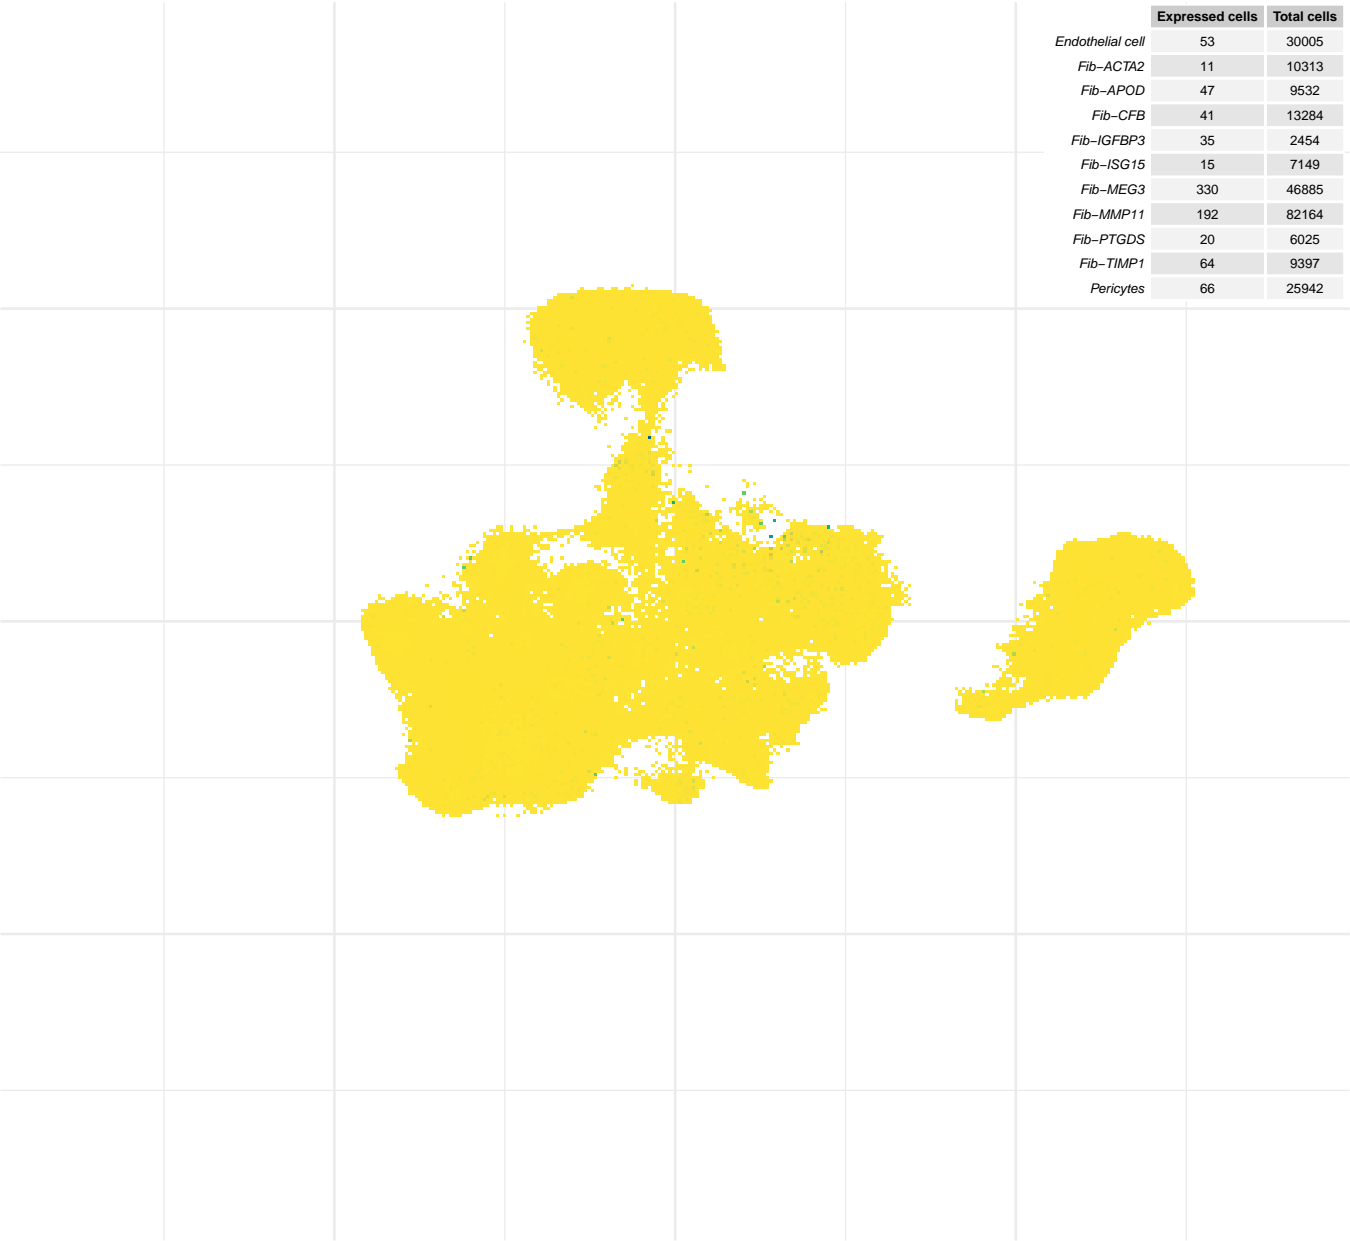 Expressed cells Total cells
Endothelial cell 53 30005
Fib−ACTA2 11 10313
Fib−APOD 47 9532
Fib−CFB 41 13284
Fib−IGFBP3 35 2454
Fib−ISG15 15 7149
Fib−MEG3 330 46885
Fib−MMP11 192 82164
Fib−PTGDS 20 6025
Fib−TIMP1 64 9397
Pericytes 66 25942